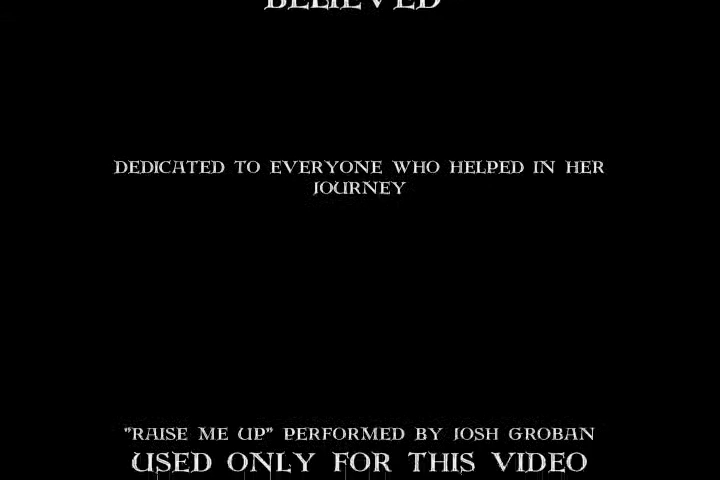 BELIEVED
DEDICATED TO EVERYONE WHO HELPED IN HER
JOURNEY
"RAISE ME UP" PERFORMED BY JOSH GROBAN
USED ONLY FOR THIS VIDEO